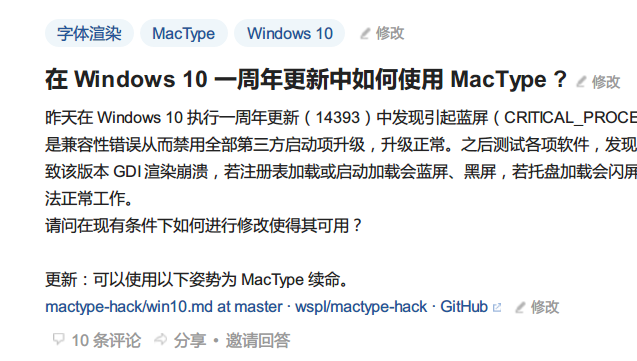 字体渲染 MacType Windows 10 修改
在 Windows 10 一周年更新中如何使用 MacType？ 修改
昨天在 Windows 10 执行一周年更新（14393）中发现引起蓝屏（CRITICAL_PROCE
是兼容性错误从而禁用全部第三方启动项升级，升级正常。之后测试各项软件，发现
致该版本 GDI 渲染崩溃，若注册表加载或启动加载会蓝屏、黑屏，若托盘加载会闪屏
法正常工作。
请问在现有条件下如何进行修改使得其可用？
更新：可以使用以下姿势为 MacType 续命。
mactype-hack/win10.md at master · wspl/mactype-hack · GitHub 修改
10 条评论 分享 • 邀请回答